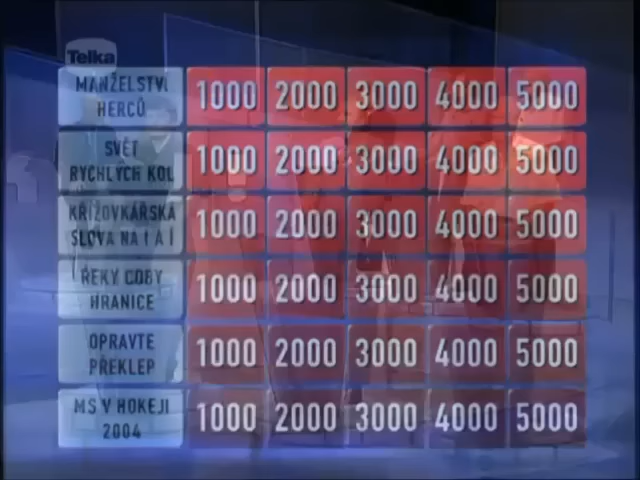 Telka
MANŽELSTVÍ
HERCŮ
1000 2000 3000 4000 5000
SVĚT
RYCHLÝCH KOL
1000 2000 3000 4000 5000
KŘÍŽOVKÁŘSKÁ
SLOVA NA I A Í
1000 2000 3000 4000 5000
ŘEKY COBY
HRANICE
1000 2000 3000 4000 5000
OPRAVTE
PŘEKLEP
1000 2000 3000 4000 5000
MS V HOKEJI
2004
1000 2000 3000 4000 5000